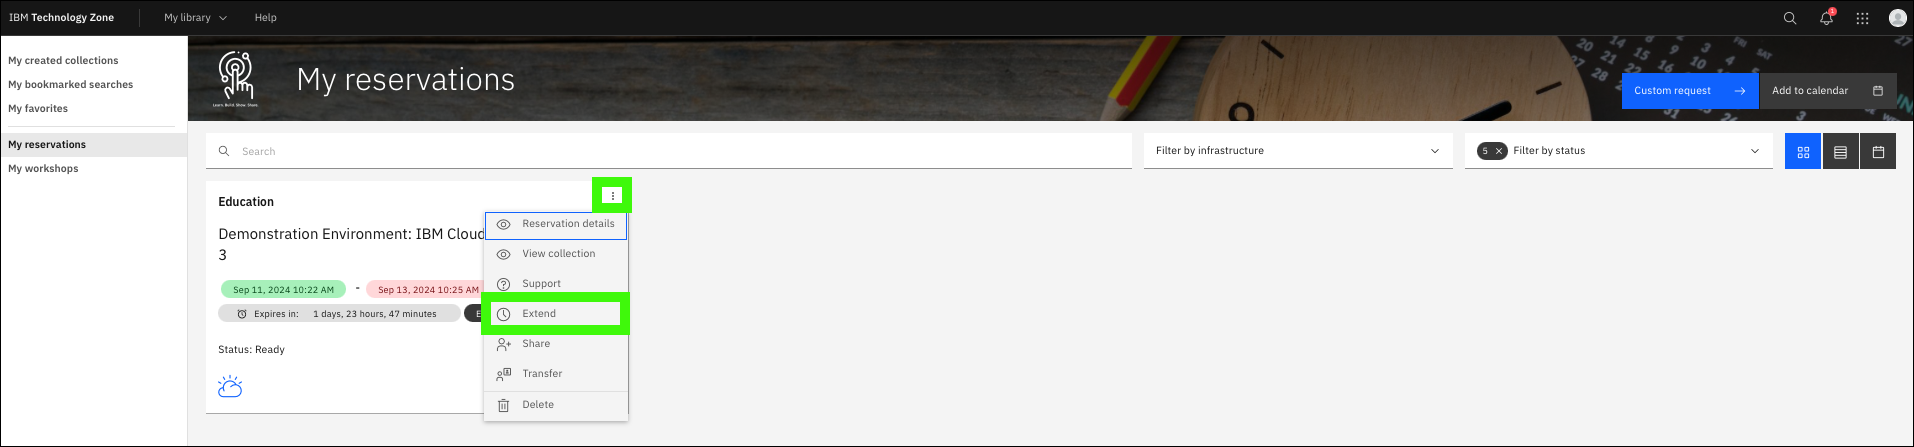 IBM Technology Zone
My library
Help
1
My created collections
My bookmarked searches
My favorites
My reservations
My workshops
Learn. Build. Show. Share.
My reservations
Custom request
Add to calendar
Search
Filter by infrastructure
5
Filter by status
Education
Demonstration Environment: IBM Cloud
3
Sep 11, 2024 10:22 AM - Sep 13, 2024 10:25 AM
Expires in: 1 days, 23 hours, 47 minutes
E
Status: Ready
Reservation details
View collection
Support
Extend
Share
Transfer
Delete